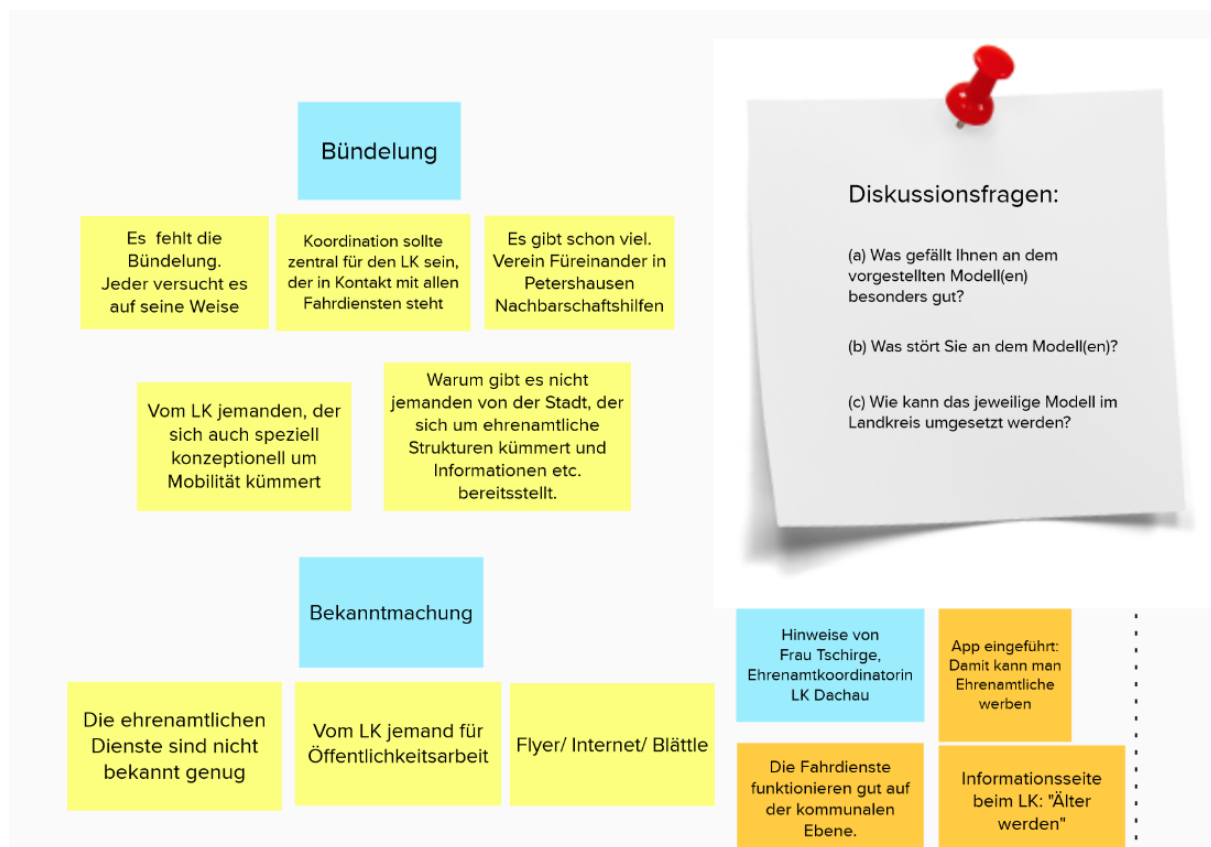 Bündelung
Es  fehlt die
Bündelung.
Jeder versucht es
auf seine Weise
Koordination sollte
zentral für den LK sein,
der in Kontakt mit allen
Fahrdiensten steht
Es gibt schon viel.
Verein Füreinander in
Petershausen
Nachbarschaftshilfen
Vom LK jemanden, der
sich auch speziell
konzeptionell um
Mobilität kümmert
Warum gibt es nicht
jemanden von der Stadt, der
sich um ehrenamtliche
Strukturen kümmert und
Informationen etc.
bereitsstellt.
Diskussionsfragen:
(a) Was gefällt Ihnen an dem
vorgestellten Modell(en)
besonders gut?
(b) Was stört Sie an dem Modell(en)?
(c) Wie kann das jeweilige Modell im
Landkreis umgesetzt werden?
Bekanntmachung
Die ehrenamtlichen
Dienste sind nicht
bekannt genug
Vom LK jemand für
Öffentlichkeitsarbeit
Flyer/ Internet/ Blättle
Hinweise von
Frau Tschirge,
Ehrenamtkoordinatorin
LK Dachau
App eingeführt:
Damit kann man
Ehrenamtliche
werben
Die Fahrdienste
funktionieren gut auf
der kommunalen
Ebene.
Informationsseite
beim LK: "Älter
werden"